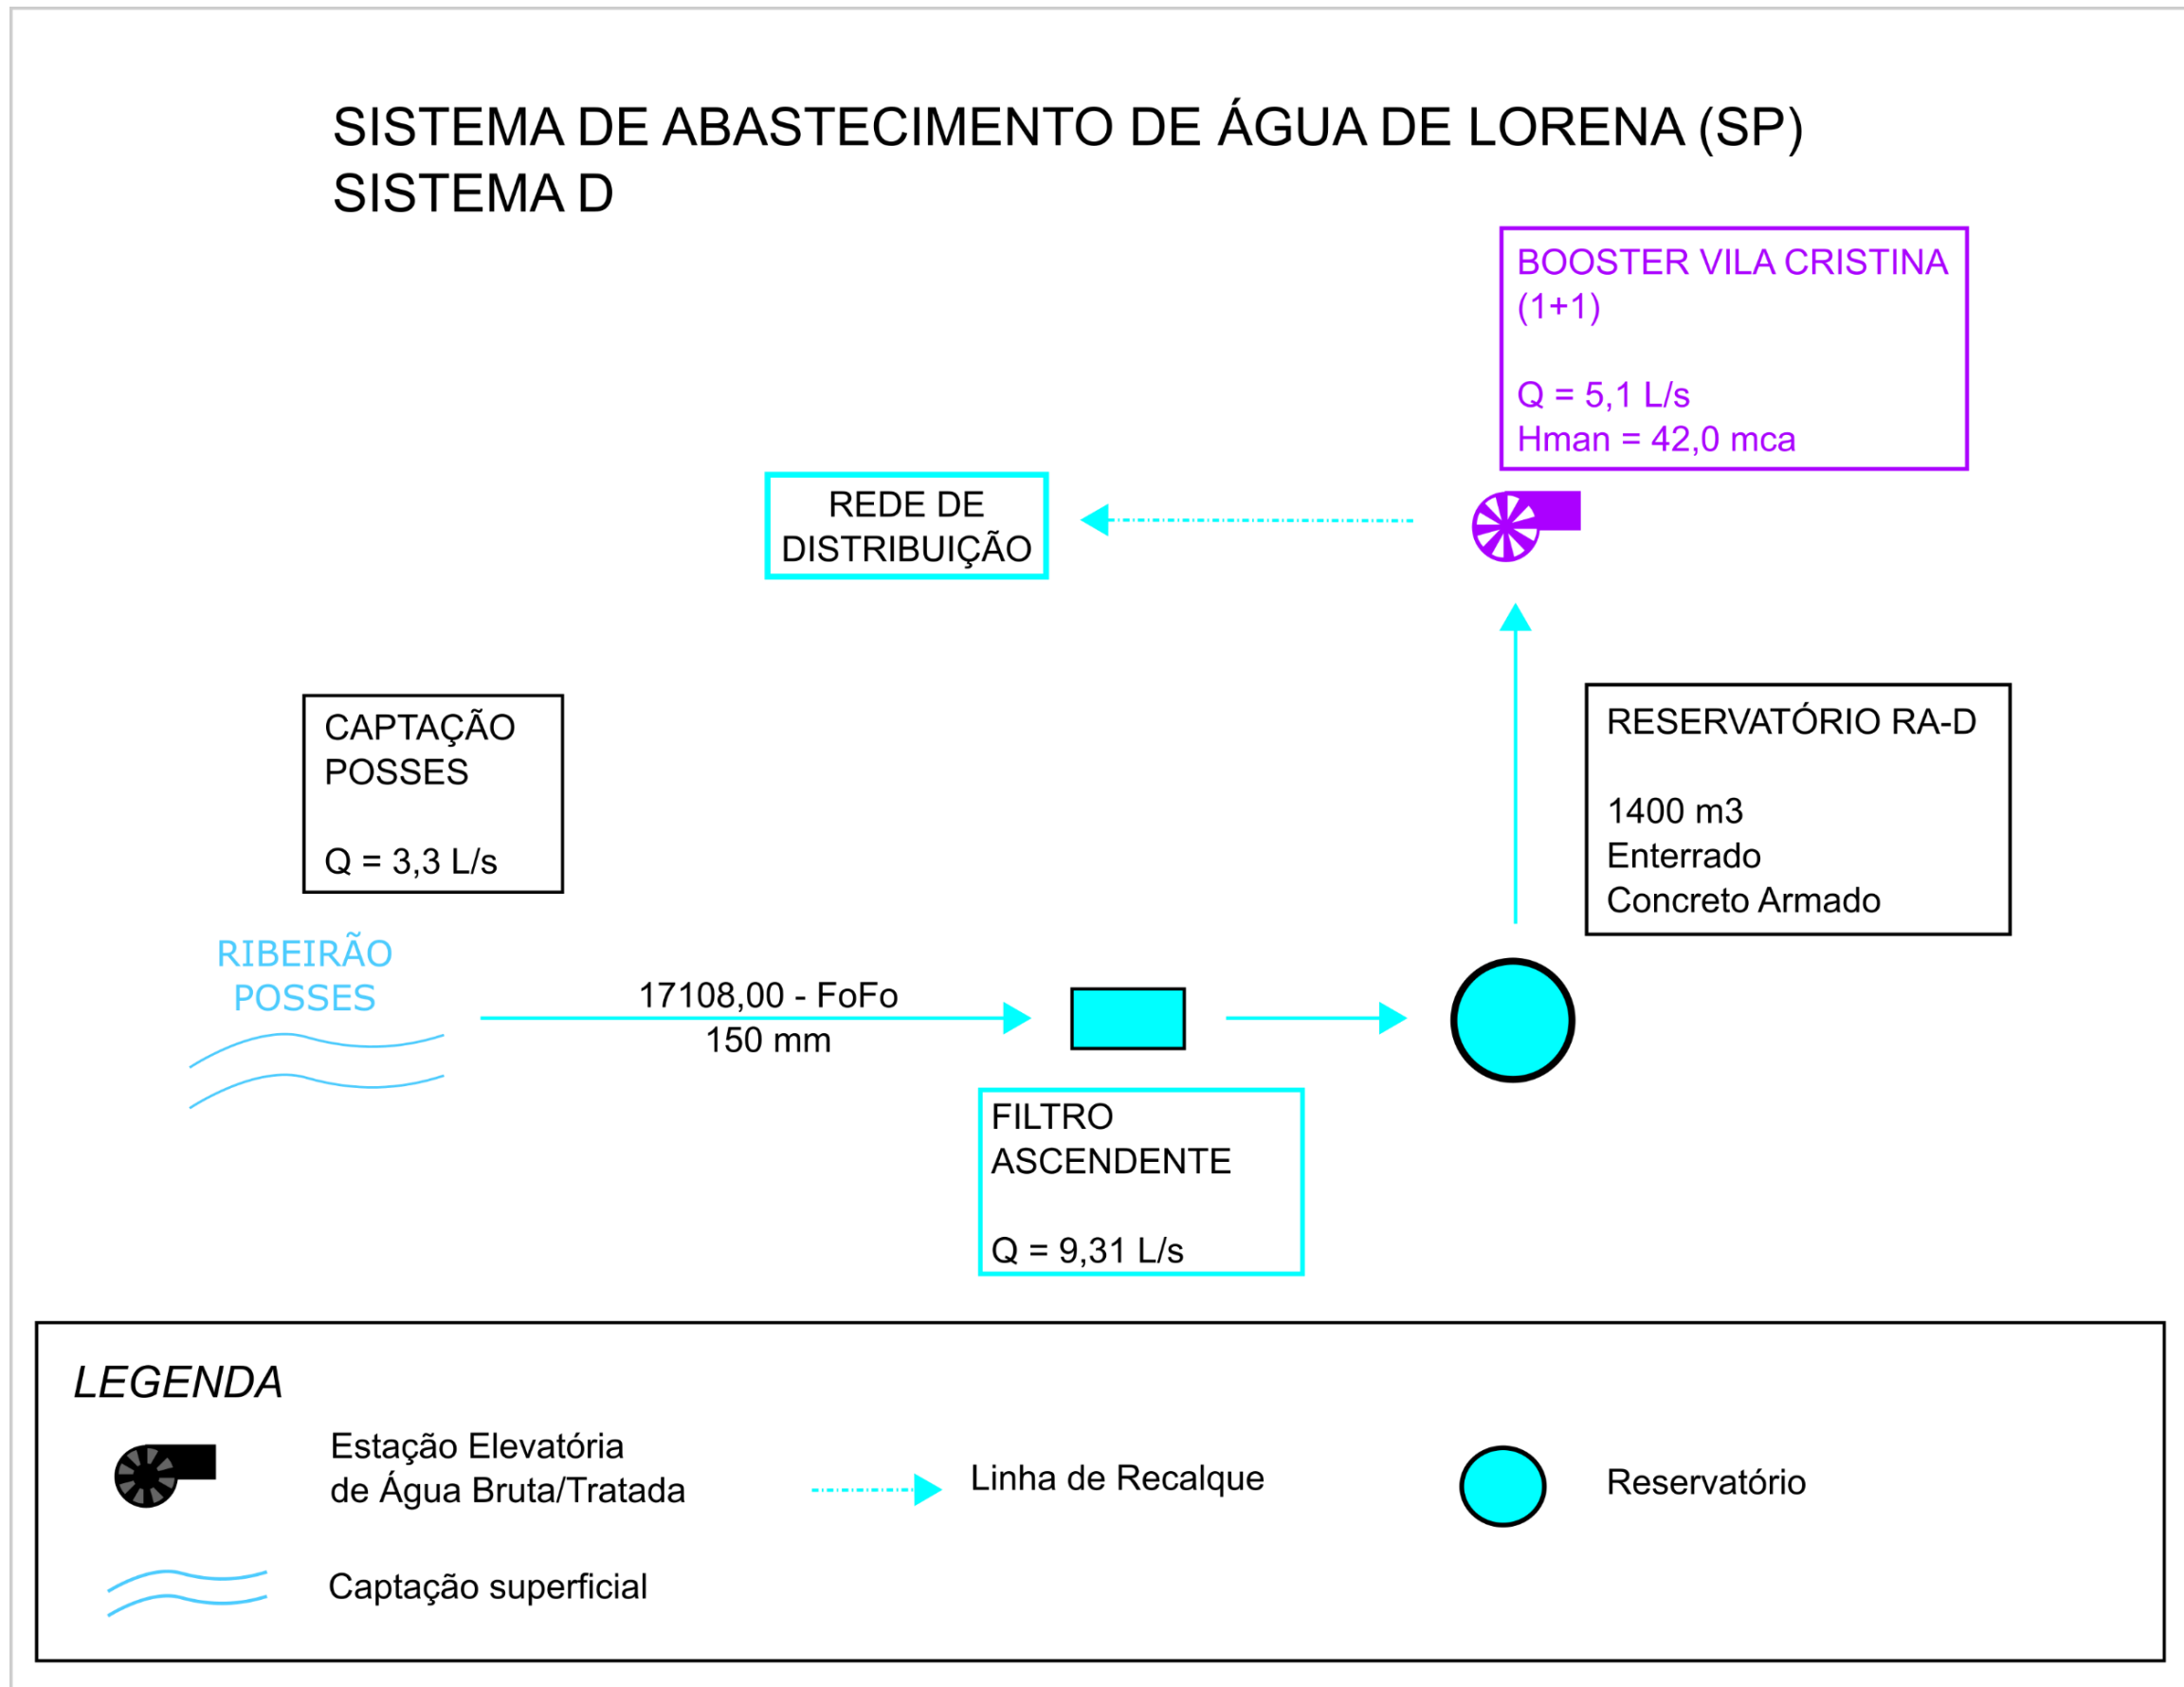 SISTEMA DE ABASTECIMENTO DE ÁGUA DE LORENA (SP)
SISTEMA D
BOOSTER VILA CRISTINA
(1+1)
Q = 5,1 L/s
Hman = 42,0 mca
REDE DE
DISTRIBUIÇÃO
CAPTAÇÃO
POSSES
Q = 3,3 L/s
RESERVATÓRIO RA-D
1400 m3
Enterrado
Concreto Armado
RIBEIRÃO
POSSES
17108,00 - FoFo
150 mm
FILTRO
ASCENDENTE
Q = 9,31 L/s
LEGENDA
Estação Elevatória
de Água Bruta/Tratada
Linha de Recalque
Reservatório
Captação superficial